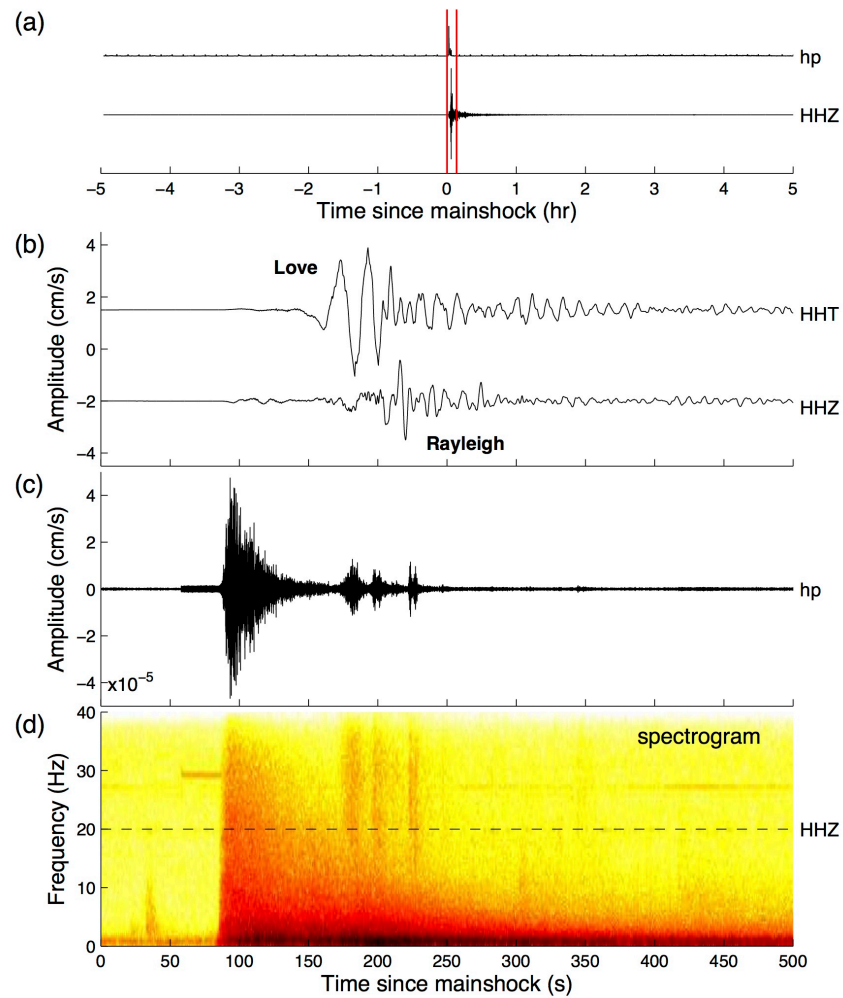 (a)
hp
HHZ
−5 −4 −3 −2 −1 0 1 2 3 4 5
Time since mainshock (hr)
(b)
Amplitude (cm/s)
4
2
0
−2
−4
Love
HHT
HHZ
Rayleigh
(c)
Amplitude (cm/s)
4
2
0
−2
−4
x10⁻⁵
hp
(d)
Frequency (Hz)
40
30
20
10
0
spectrogram
HHZ
0 50 100 150 200 250 300 350 400 450 500
Time since mainshock (s)